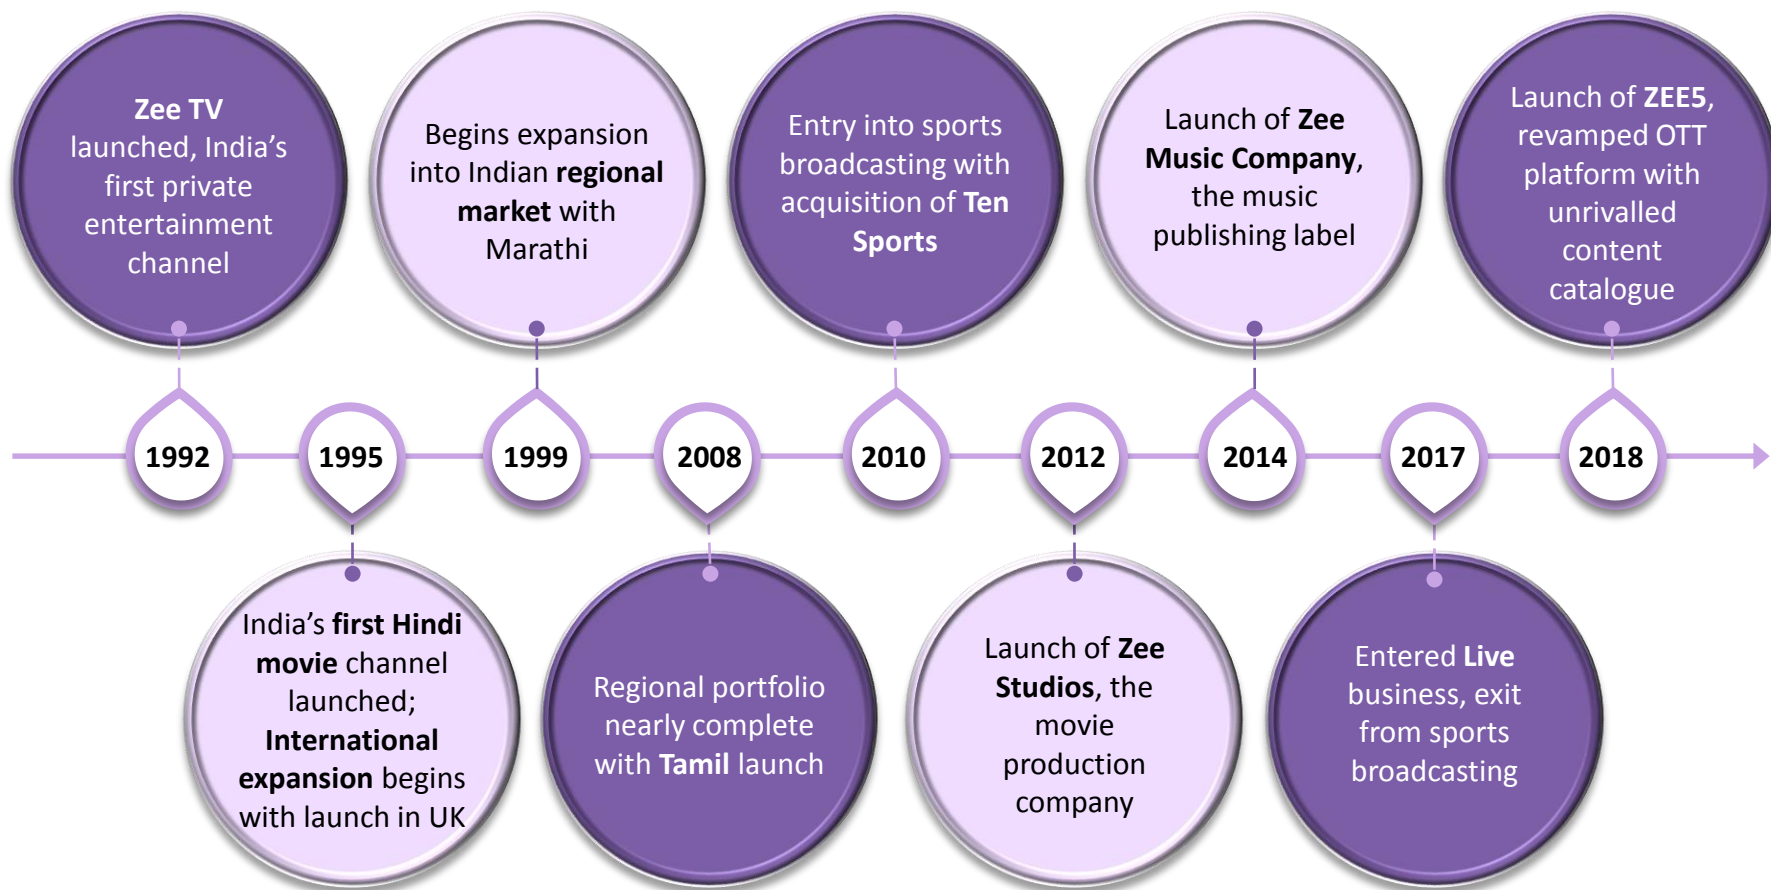 Zee TV
launched, India’s
first private
entertainment
channel
Begins expansion
into Indian regional
market with
Marathi
Entry into sports
broadcasting with
acquisition of Ten
Sports
Launch of Zee
Music Company,
the music
publishing label
Launch of ZEE5,
revamped OTT
platform with
unrivalled
content
catalogue
1992
1995
1999
2008
2010
2012
2014
2017
2018
India’s first Hindi
movie channel
launched;
International
expansion begins
with launch in UK
Regional portfolio
nearly complete
with Tamil launch
Launch of Zee
Studios, the
movie
production
company
Entered Live
business, exit
from sports
broadcasting